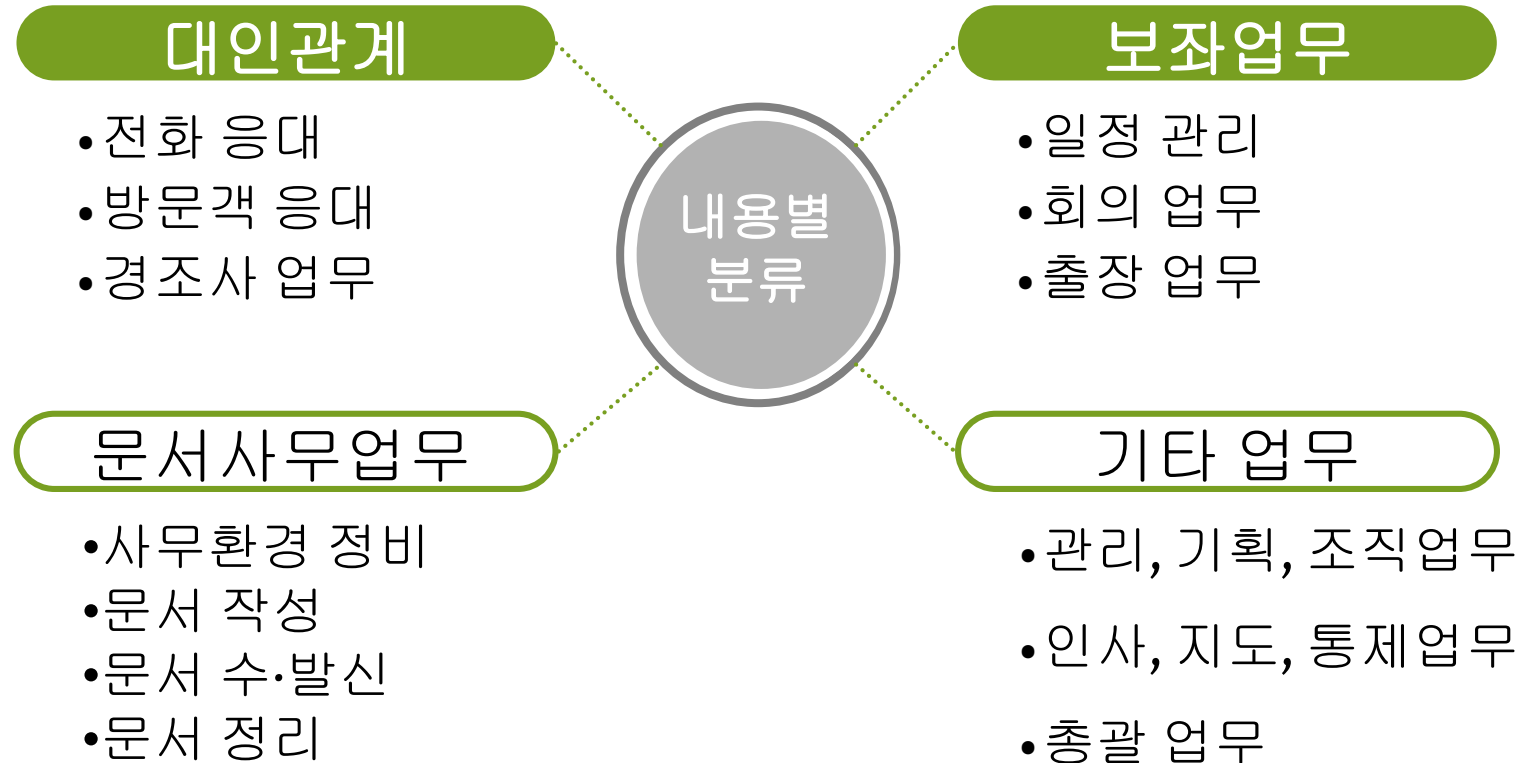 대인관계
• 전화 응대
• 방문객 응대
• 경조사 업무
보좌업무
• 일정 관리
• 회의 업무
• 출장 업무
내용별
분류
문서사무업무
•사무환경 정비
•문서 작성
•문서 수·발신
•문서 정리
기타 업무
• 관리, 기획, 조직업무
• 인사, 지도, 통제업무
• 총괄 업무